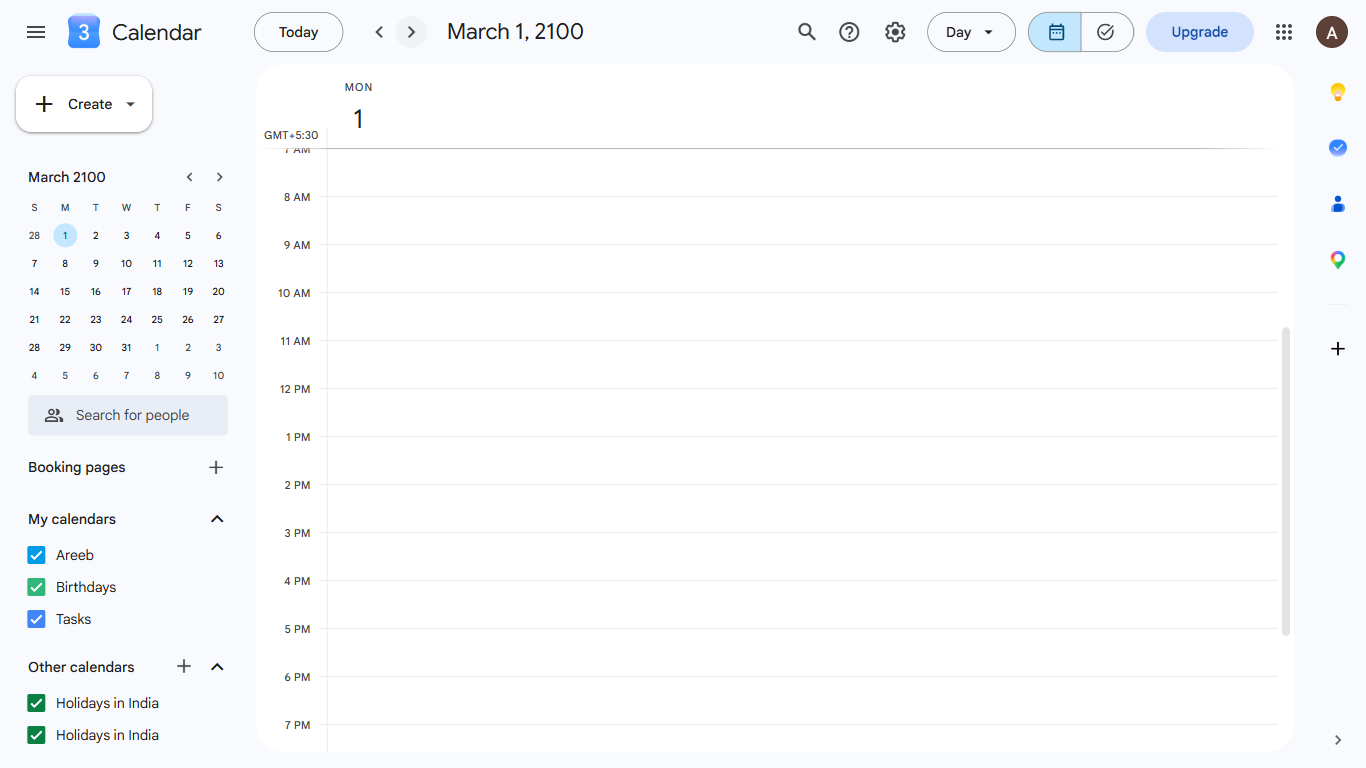 3 Calendar Today March 1, 2100 Day Upgrade A
Create
March 2100
S M T W T F S
28 1 2 3 4 5 6
7 8 9 10 11 12 13
14 15 16 17 18 19 20
21 22 23 24 25 26 27
28 29 30 31 1 2 3
4 5 6 7 8 9 10
Search for people
Booking pages
My calendars
Areeb
Birthdays
Tasks
Other calendars
Holidays in India
Holidays in India
MON
1
GMT+5:30
7 AM
8 AM
9 AM
10 AM
11 AM
12 PM
1 PM
2 PM
3 PM
4 PM
5 PM
6 PM
7 PM